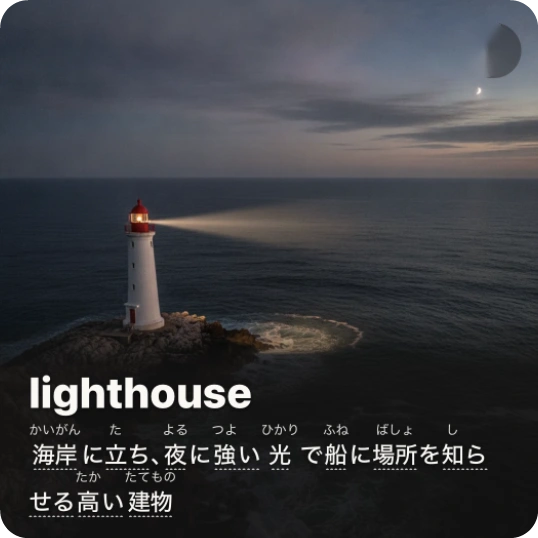 lighthouse
かいがん た よる つよ ひかり ふね ばしょ し
海岸に立ち、夜に強い光で船に場所を知ら
たか たてもの
せる高い建物